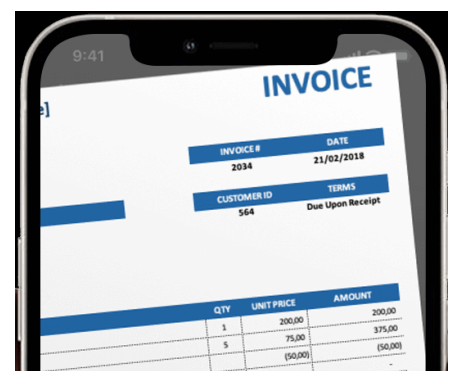 9:41
INVOICE
e]
INVOICE # DATE
2034 21/02/2018
CUSTOMER ID TERMS
564 Due Upon Receipt
QTY UNIT PRICE AMOUNT
1 200,00 200,00
5 75,00 375,00
(50,00) (50,00)
-